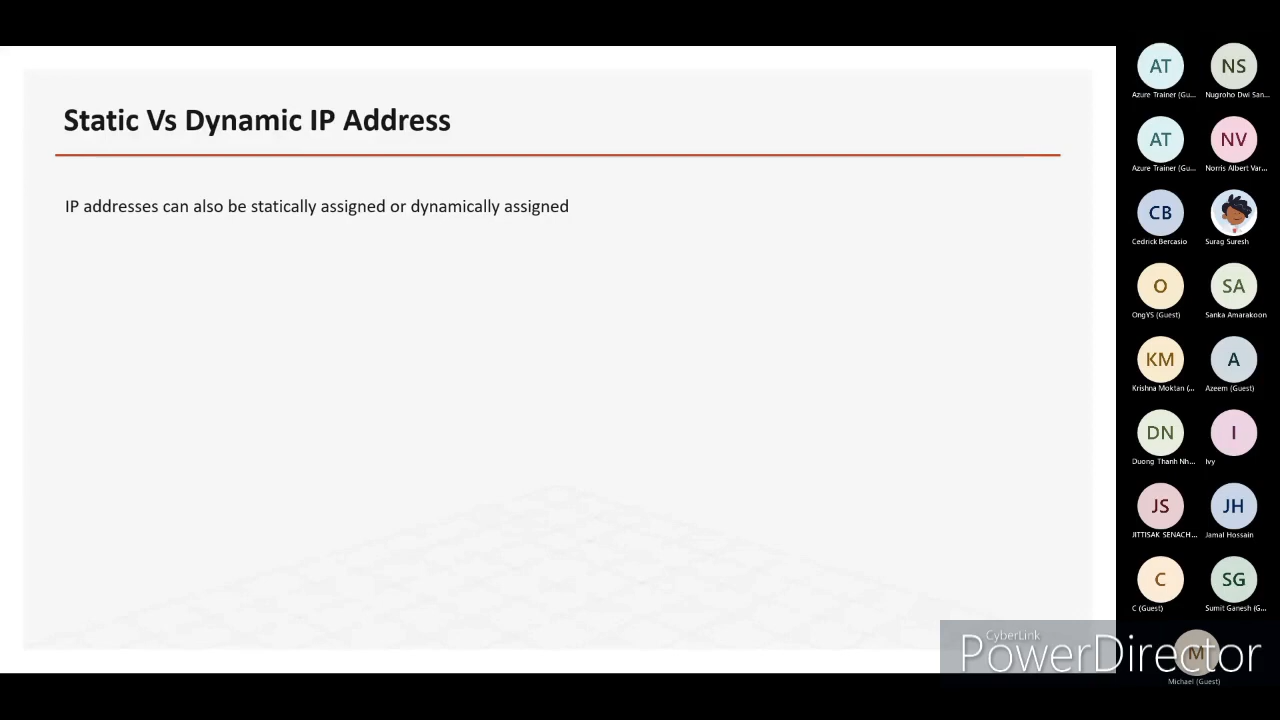 Static Vs Dynamic IP Address
IP addresses can also be statically assigned or dynamically assigned
AT
NS
Azure Trainer (Gu...
Nugroho Dwi San...
AT
NV
Azure Trainer (Gu...
Norris Albert Var...
CB
Cedrick Bercasio
Surag Suresh
O
SA
OngYS (Guest)
Sanka Amarakoon
KM
A
Krishna Moktan (...
Azeem (Guest)
DN
I
Duong Thanh Nh...
Ivy
JS
JH
JITTISAK SENACH...
Jamal Hossain
C
SG
C (Guest)
Sumit Ganesh (G...
M
Michael (Guest)
CyberLink
PowerDirector